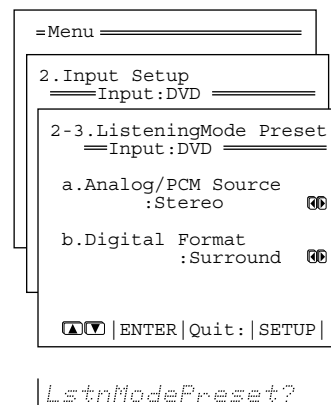 Menu
2.Input Setup
Input:DVD
2-3.ListeningMode Preset
Input:DVD
a.Analog/PCM Source
:Stereo
b.Digital Format
:Surround
|ENTER|Quit:|SETUP|
LstnModePreset?